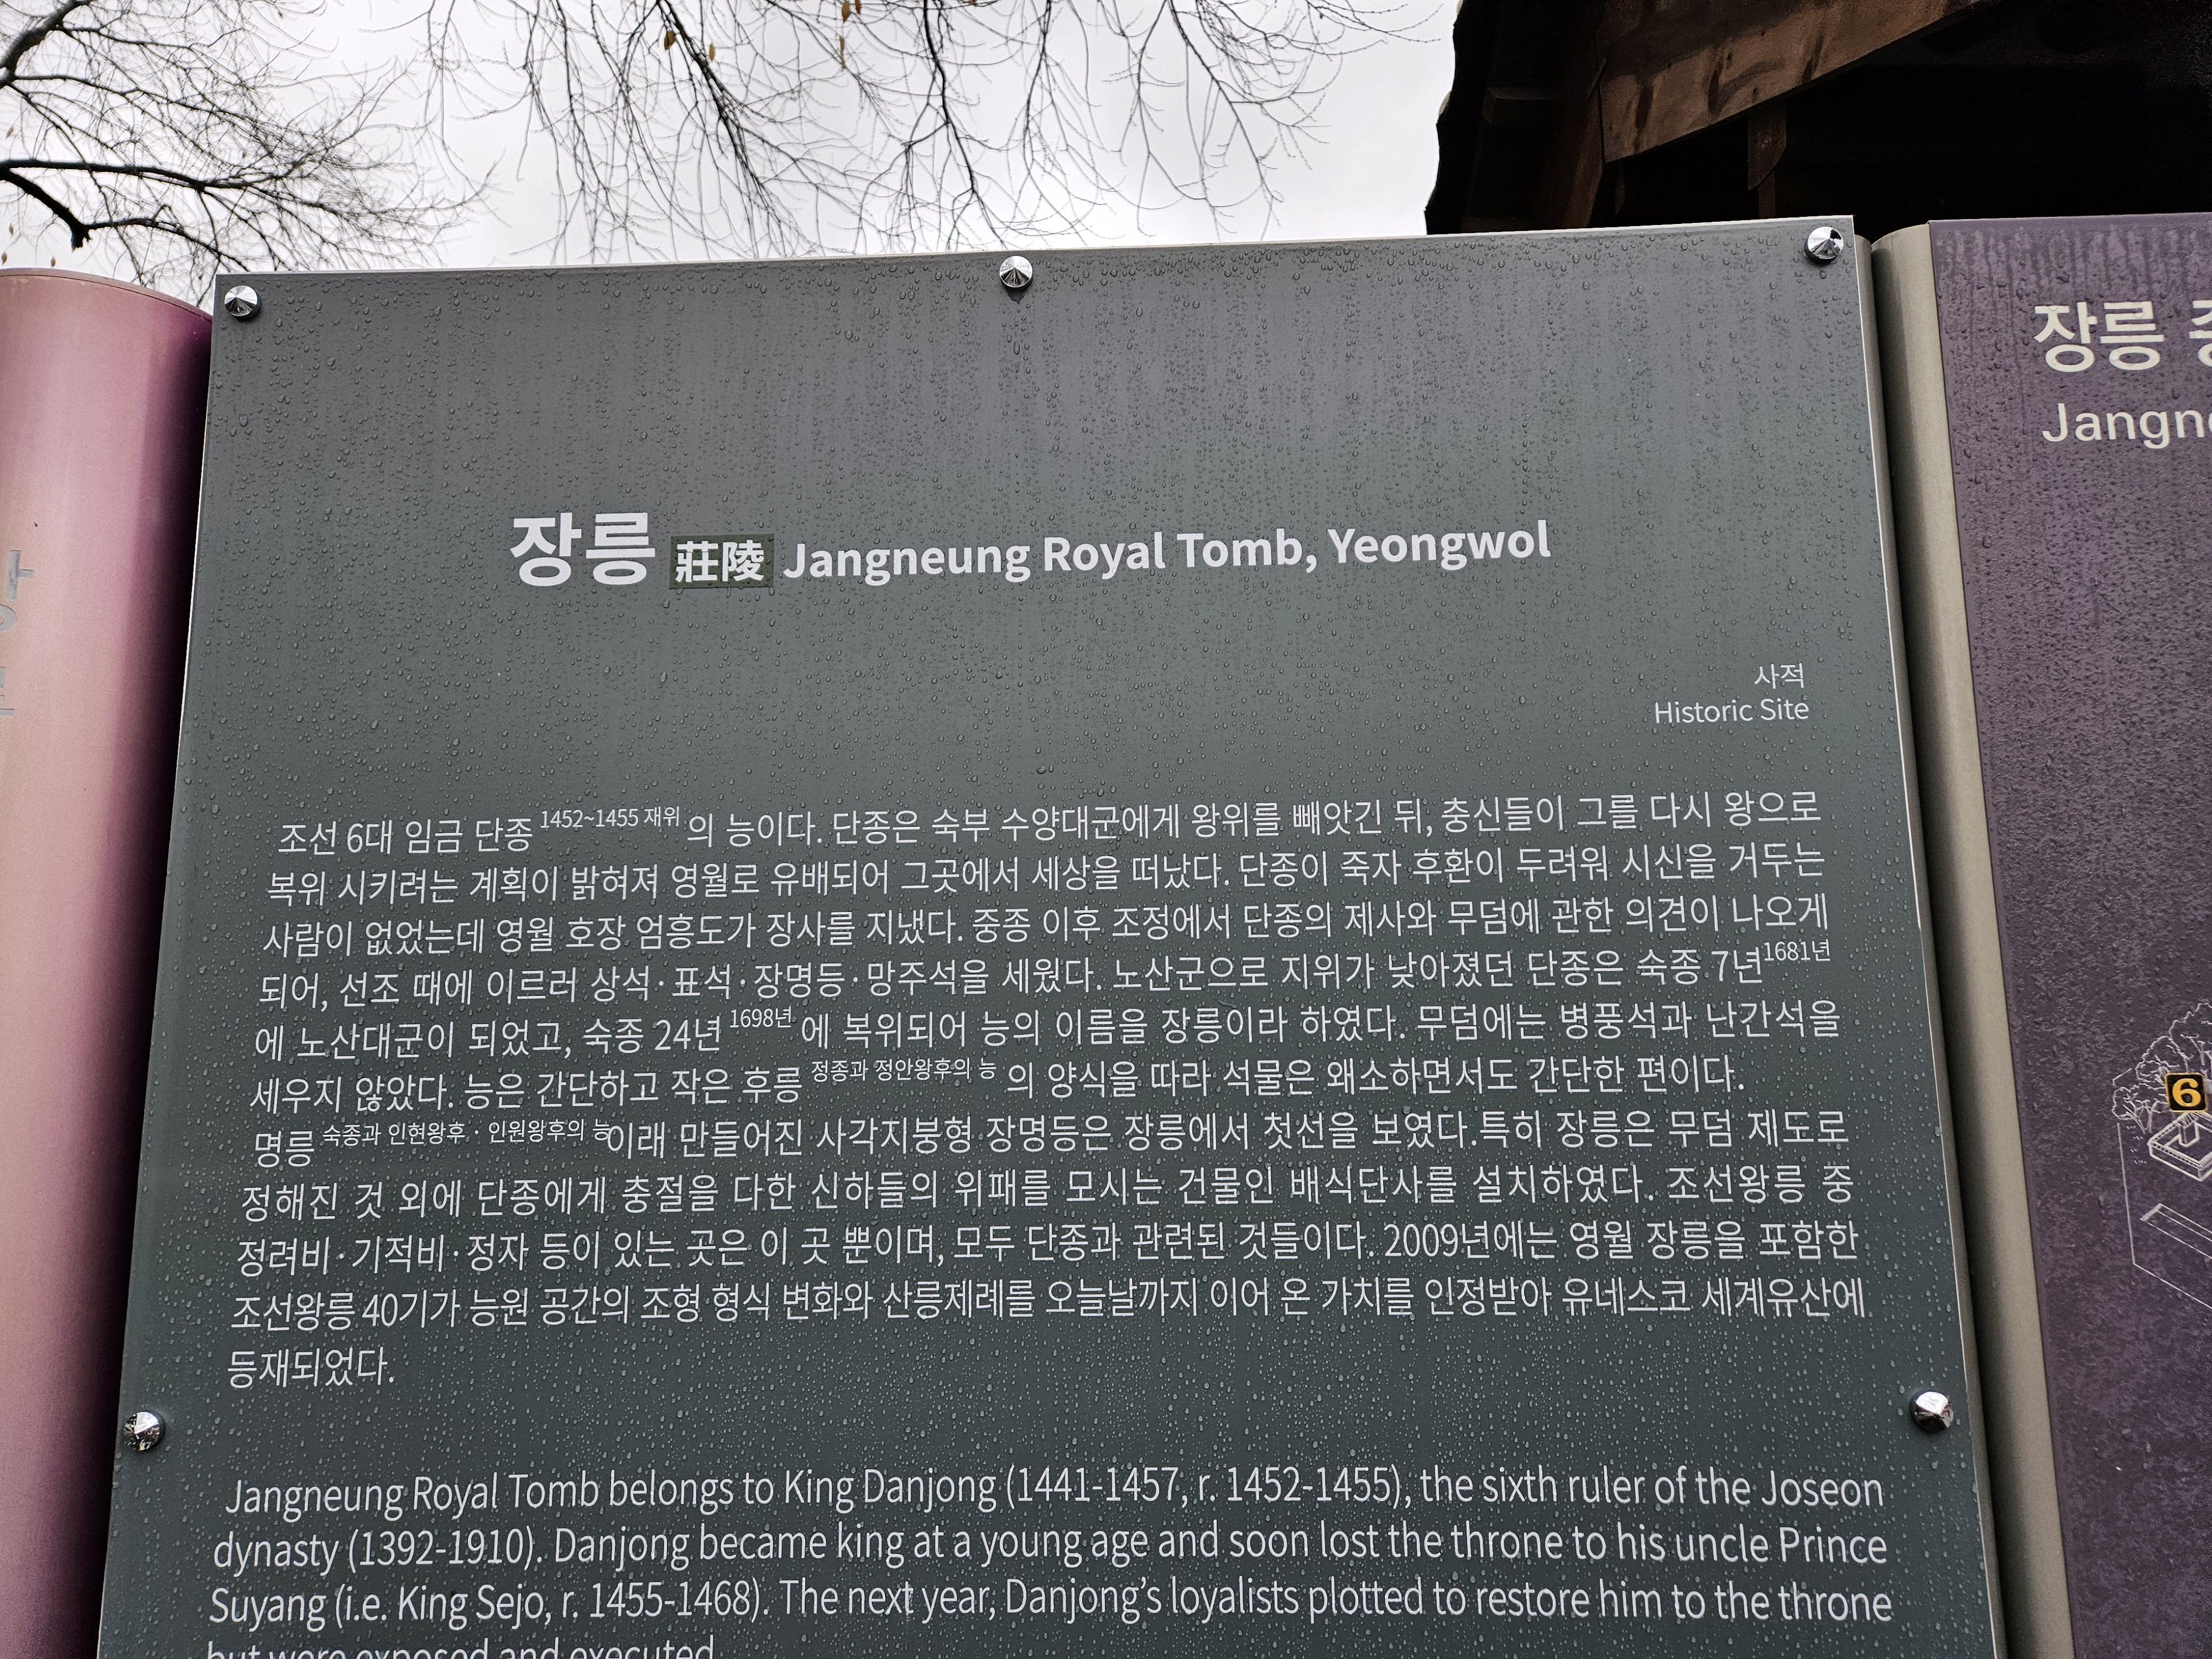 장릉 莊陵 Jangneung Royal Tomb, Yeongwol
사적
Historic Site
조선 6대 임금 단종 1452~1455 재위 의 능이다. 단종은 숙부 수양대군에게 왕위를 빼앗긴 뒤, 충신들이 그를 다시 왕으로
복위 시키려는 계획이 밝혀져 영월로 유배되어 그곳에서 세상을 떠났다. 단종이 죽자 후환이 두려워 시신을 거두는
사람이 없었는데 영월 호장 엄흥도가 장사를 지냈다. 중종 이후 조정에서 단종의 제사와 무덤에 관한 의견이 나오게
되어, 선조 때에 이르러 상석·표석·장명등·망주석을 세웠다. 노산군으로 지위가 낮아졌던 단종은 숙종 7년1681년
에 노산대군이 되었고, 숙종 24년 1698년 에 복위되어 능의 이름을 장릉이라 하였다. 무덤에는 병풍석과 난간석을
세우지 않았다. 능은 간단하고 작은 후릉 정종과 정안왕후의 능 의 양식을 따라 석물은 왜소하면서도 간단한 편이다.
명릉 숙종과 인현왕후 · 인원왕후의 능이래 만들어진 사각지붕형 장명등은 장릉에서 첫선을 보였다.특히 장릉은 무덤 제도로
정해진 것 외에 단종에게 충절을 다한 신하들의 위패를 모시는 건물인 배식단사를 설치하였다. 조선왕릉 중
정려비·기적비·정자 등이 있는 곳은 이 곳 뿐이며, 모두 단종과 관련된 것들이다. 2009년에는 영월 장릉을 포함한
조선왕릉 40기가 능원 공간의 조형 형식 변화와 산릉제례를 오늘날까지 이어 온 가치를 인정받아 유네스코 세계유산에
등재되었다.
Jangneung Royal Tomb belongs to King Danjong (1441-1457, r. 1452-1455), the sixth ruler of the Joseon
dynasty (1392-1910). Danjong became king at a young age and soon lost the throne to his uncle Prince
Suyang (i.e. King Sejo, r. 1455-1468). The next year, Danjong’s loyalists plotted to restore him to the throne
but were exposed and executed
장릉
Jangn
6